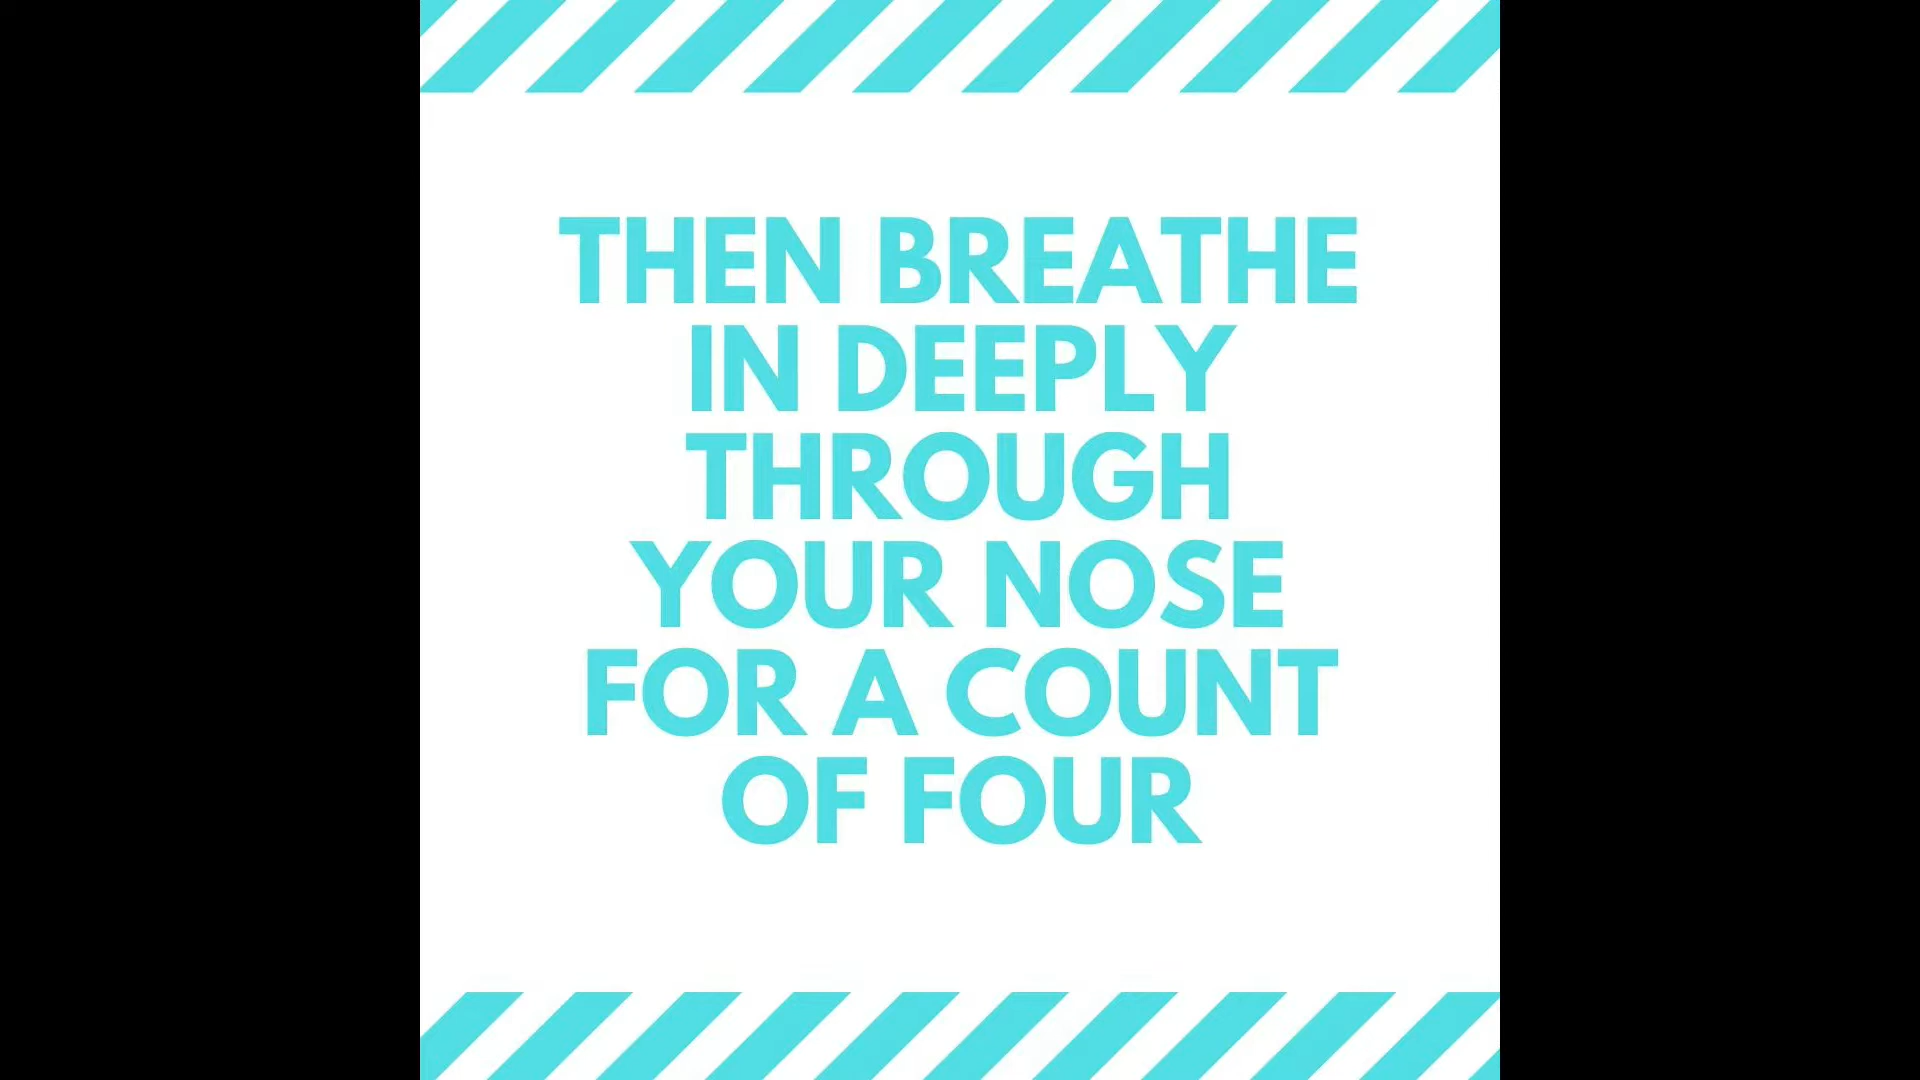 THEN BREATHE
IN DEEPLY
THROUGH
YOUR NOSE
FOR A COUNT
OF FOUR